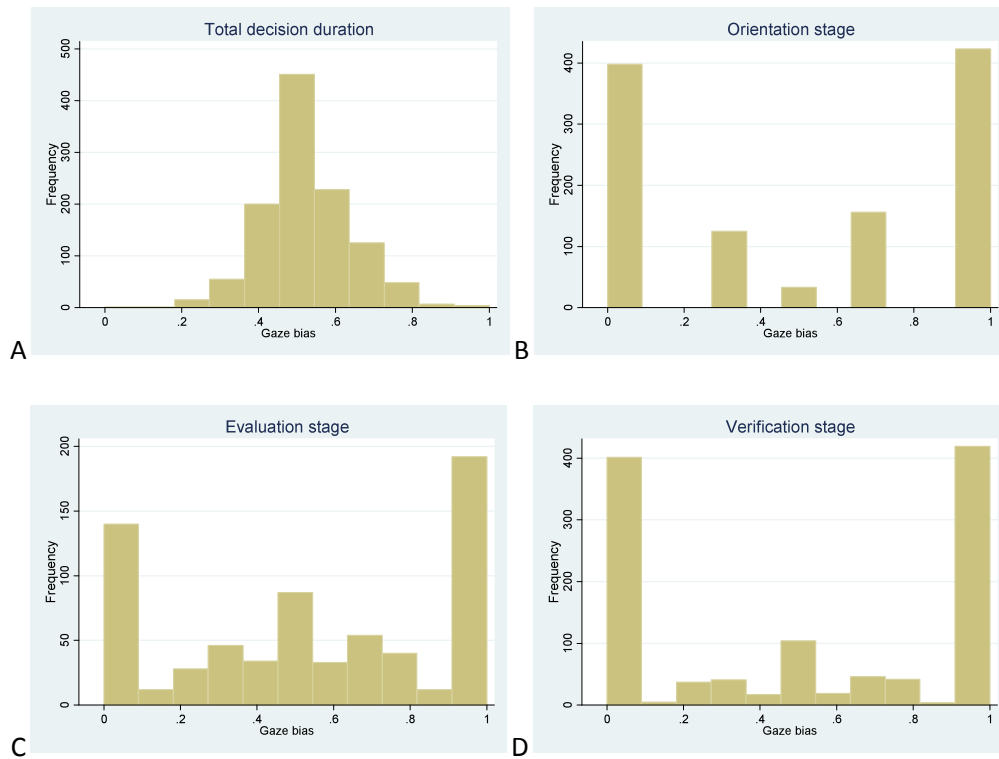 Total decision duration
500
400
300
200
100
0
Frequency
0 .2 .4 .6 .8 1
Gaze bias
A
Orientation stage
400
300
200
100
0
Frequency
0 .2 .4 .6 .8 1
Gaze bias
B
Evaluation stage
200
150
100
50
0
Frequency
0 .2 .4 .6 .8 1
Gaze bias
C
Verification stage
400
300
200
100
0
Frequency
0 .2 .4 .6 .8 1
Gaze bias
D